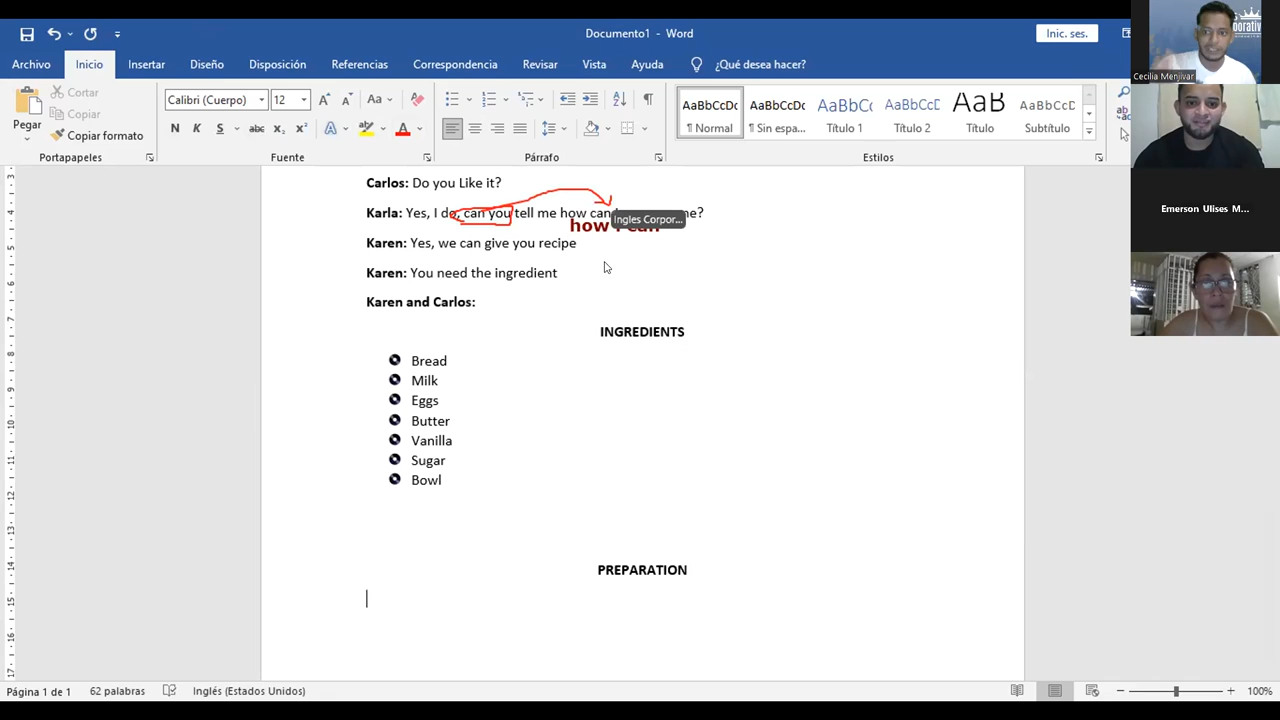 Documento1 - Word
Inic. ses.
Archivo Inicio Insertar Diseño Disposición Referencias Correspondencia Revisar Vista Ayuda ¿Qué desea hacer?
Pegar
Cortar
Copiar
Copiar formato
Portapapeles
Calibri (Cuerpo) 12
N K S abc x₂ x²
Fuente
Párrafo
AaBbCcDc AaBbCcDc AaBbCcD AaBbCcD AaB AaBbCcD
¶ Normal ¶ Sin espa... Título 1 Título 2 Título Subtítulo
Estilos
Cecilia Menjivar
Emerson Ulises M...
Carlos: Do you Like it?
Karla: Yes, I do, can you tell me how can
Ingles Corpor...
how I can
Karen: Yes, we can give you recipe
Karen: You need the ingredient
Karen and Carlos:
INGREDIENTS
Bread
Milk
Eggs
Butter
Vanilla
Sugar
Bowl
PREPARATION
Página 1 de 1 62 palabras Inglés (Estados Unidos) 100%